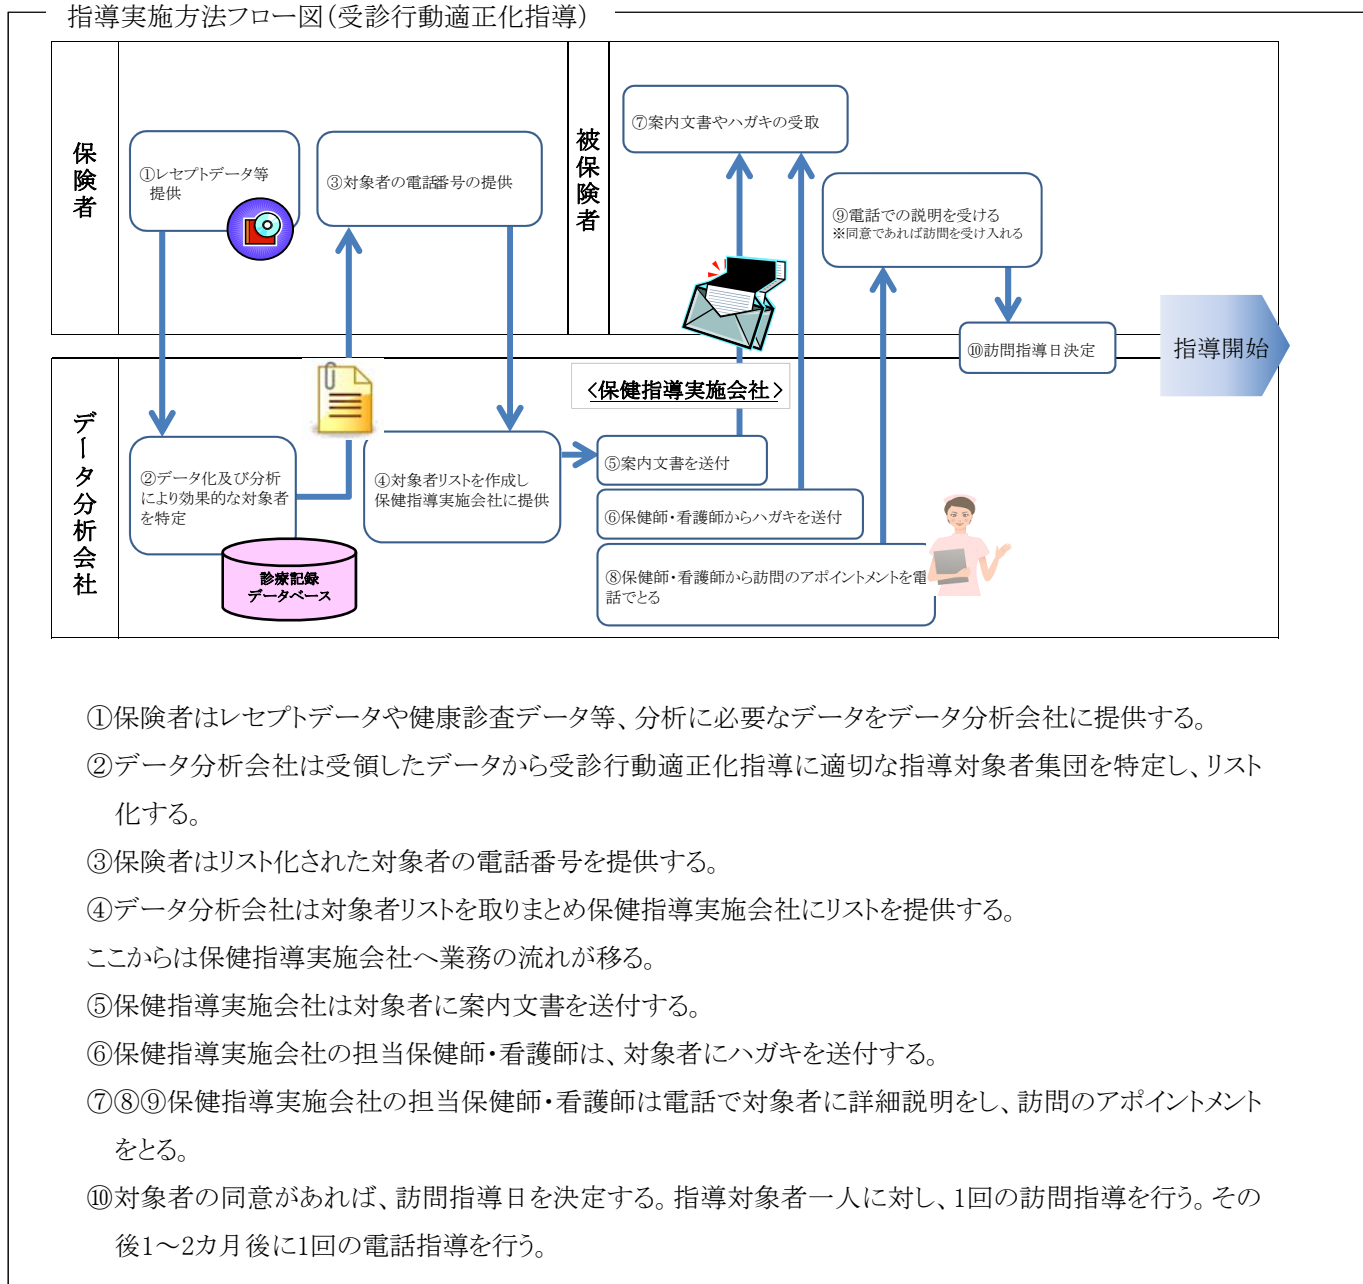 指導実施方法フロー図(受診行動適正化指導)
保険者
①レセプトデータ等
提供
③対象者の電話番号の提供
被保険者
⑦案内文書やハガキの受取
⑨電話での説明を受ける
※同意であれば訪問を受け入れる
⑩訪問指導日決定
指導開始
データ分析会社
②データ化及び分析
により効果的な対象者
を特定
診療記録
データベース
④対象者リストを作成し
保健指導実施会社に提供
<保健指導実施会社>
⑤案内文書を送付
⑥保健師・看護師からハガキを送付
⑧保健師・看護師から訪問のアポイントメントを電
話でとる
①保険者はレセプトデータや健康診査データ等、分析に必要なデータをデータ分析会社に提供する。
②データ分析会社は受領したデータから受診行動適正化指導に適切な指導対象者集団を特定し、リスト
化する。
③保険者はリスト化された対象者の電話番号を提供する。
④データ分析会社は対象者リストを取りまとめ保健指導実施会社にリストを提供する。
ここからは保健指導実施会社へ業務の流れが移る。
⑤保健指導実施会社は対象者に案内文書を送付する。
⑥保健指導実施会社の担当保健師・看護師は、対象者にハガキを送付する。
⑦⑧⑨保健指導実施会社の担当保健師・看護師は電話で対象者に詳細説明をし、訪問のアポイントメント
をとる。
⑩対象者の同意があれば、訪問指導日を決定する。指導対象者一人に対し、1回の訪問指導を行う。その
後1～2カ月後に1回の電話指導を行う。